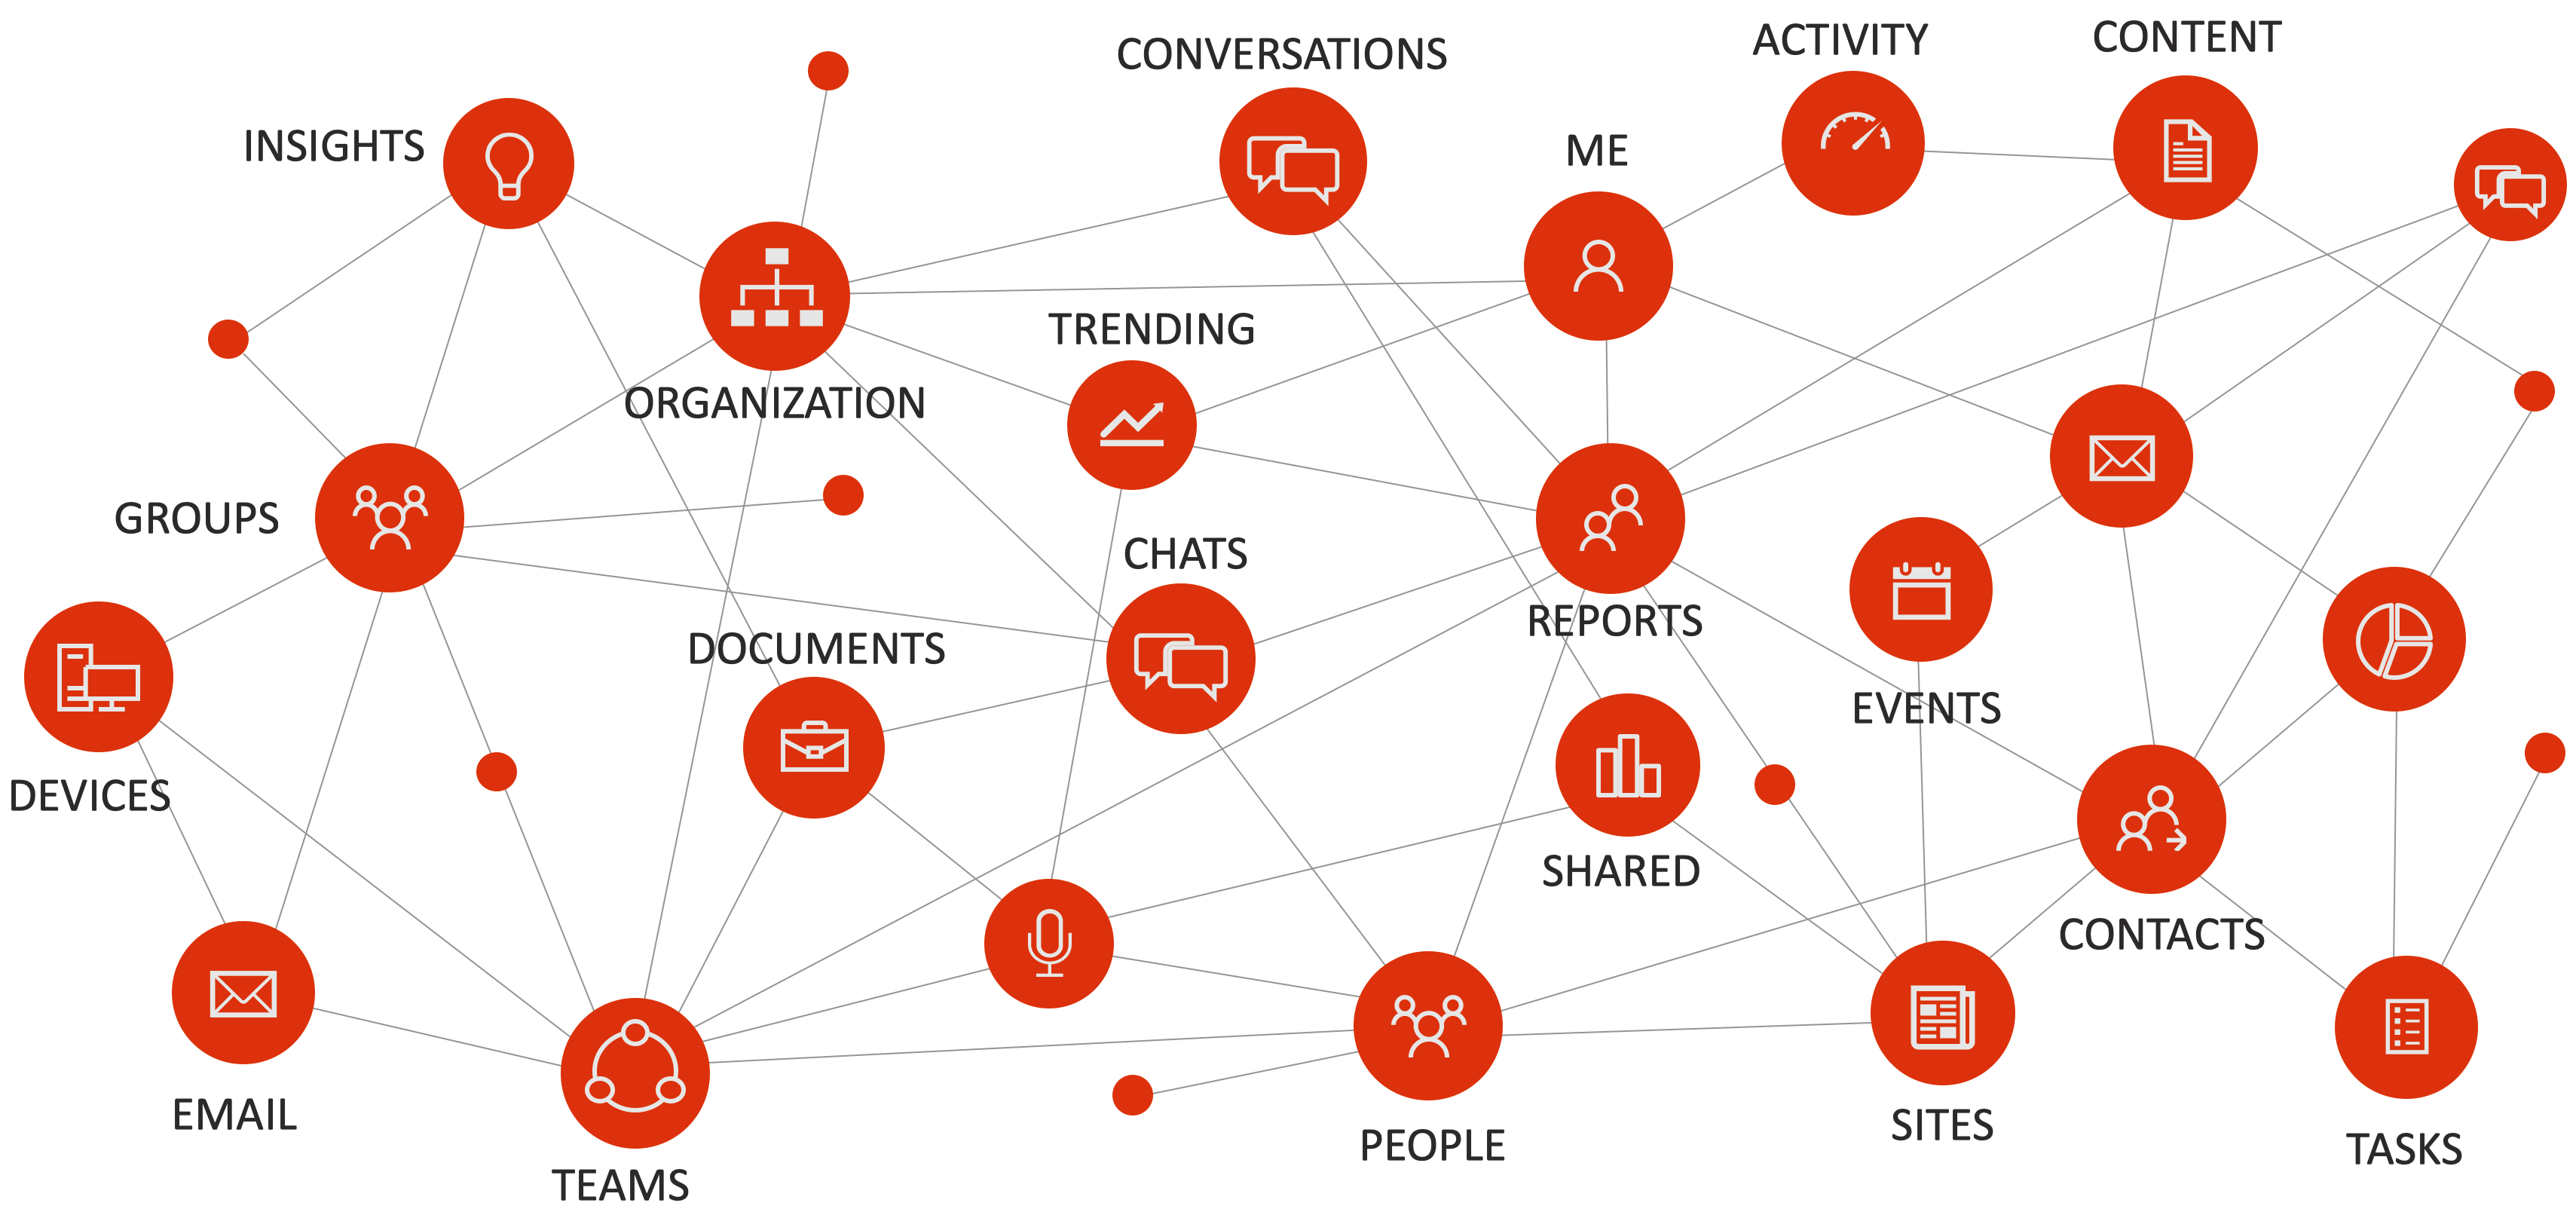 CONVERSATIONS
ACTIVITY
CONTENT
INSIGHTS
ME
TRENDING
ORGANIZATION
GROUPS
CHATS
DOCUMENTS
REPORTS
EVENTS
DEVICES
SHARED
CONTACTS
EMAIL
TEAMS
PEOPLE
SITES
TASKS